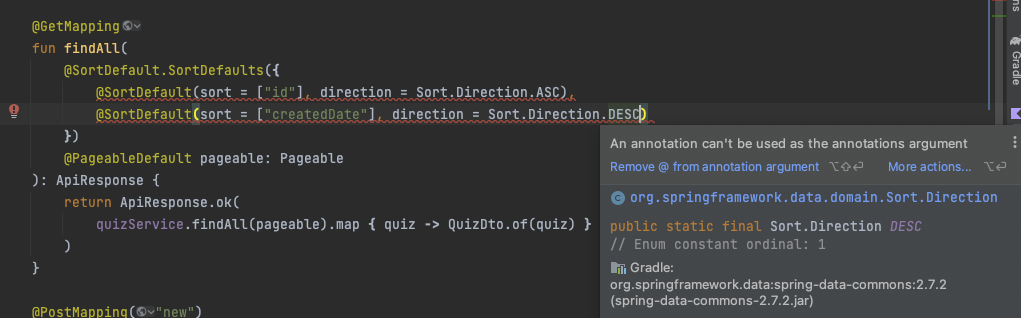 @GetMapping
fun findAll(
@SortDefault.SortDefaults({
@SortDefault(sort = ["id"], direction = Sort.Direction.ASC),
@SortDefault(sort = ["createdDate"], direction = Sort.Direction.DESC)
})
@PageableDefault pageable: Pageable
): ApiResponse {
return ApiResponse.ok(
quizService.findAll(pageable).map { quiz -> QuizDto.of(quiz) }
)
}
@PostMapping("new")
An annotation can't be used as the annotations argument
Remove @ from annotation argument ⌥⇧⏎ More actions... ⌥⏎
org.springframework.data.domain.Sort.Direction
public static final Sort.Direction DESC
// Enum constant ordinal: 1
Gradle:
org.springframework.data:spring-data-commons:2.7.2
(spring-data-commons-2.7.2.jar)
Gradle